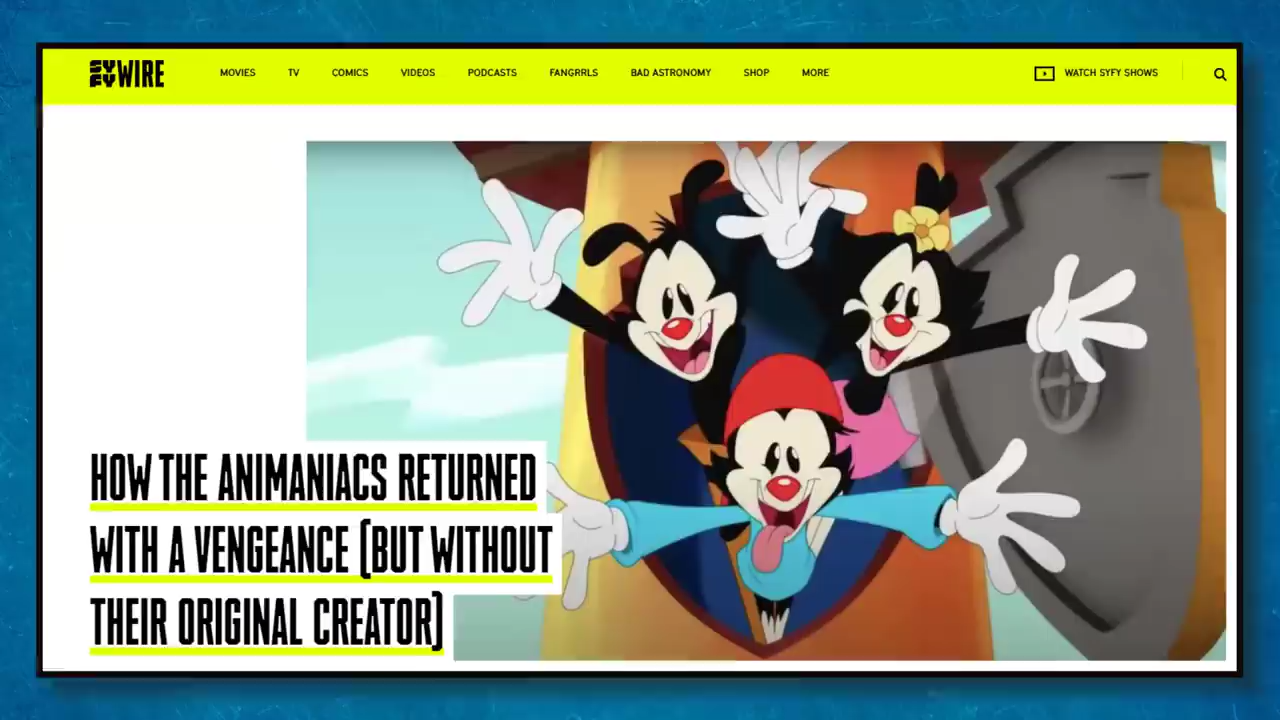 SYFY WIRE MOVIES TV COMICS VIDEOS PODCASTS FANGRRLS BAD ASTRONOMY SHOP MORE WATCH SYFY SHOWS
HOW THE ANIMANIACS RETURNED
WITH A VENGEANCE (BUT WITHOUT
THEIR ORIGINAL CREATOR)